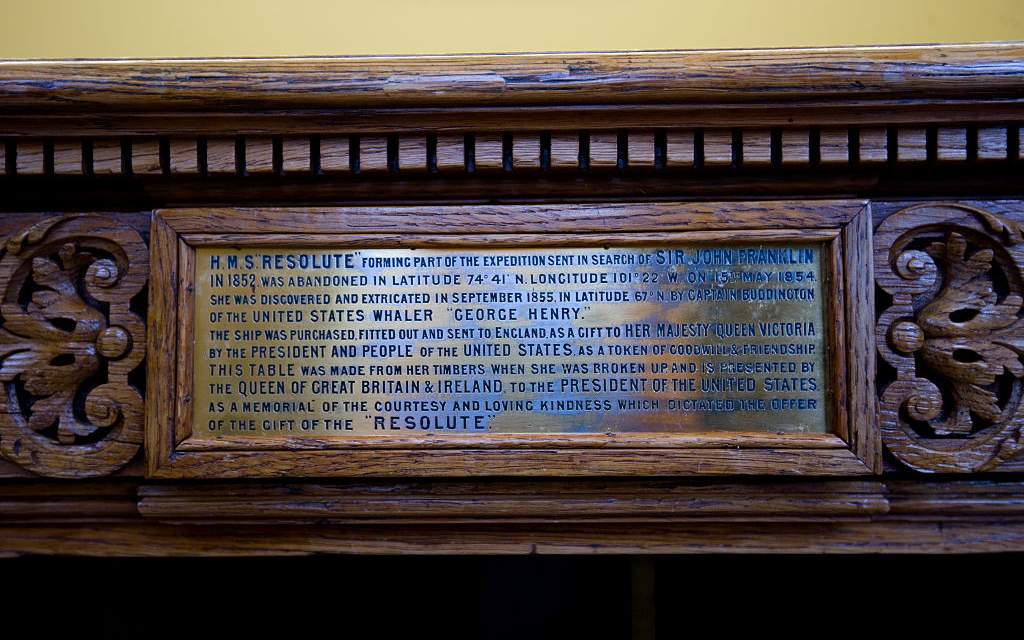 H.M.S. "RESOLUTE" FORMING PART OF THE EXPEDITION SENT IN SEARCH OF SIR JOHN FRANKLIN
IN 1852, WAS ABANDONED IN LATITUDE 74° 41' N. LONGITUDE 101° 22' W. ON 15TH MAY 1854.
SHE WAS DISCOVERED AND EXTRICATED IN SEPTEMBER 1855, IN LATITUDE 67° N. BY CAPTAIN BUDDINGTON
OF THE UNITED STATES WHALER "GEORGE HENRY."
THE SHIP WAS PURCHASED, FITTED OUT AND SENT TO ENGLAND, AS A GIFT TO HER MAJESTY QUEEN VICTORIA
BY THE PRESIDENT AND PEOPLE OF THE UNITED STATES, AS A TOKEN OF GOODWILL & FRIENDSHIP.
THIS TABLE WAS MADE FROM HER TIMBERS WHEN SHE WAS BROKEN UP AND IS PRESENTED BY
THE QUEEN OF GREAT BRITAIN & IRELAND, TO THE PRESIDENT OF THE UNITED STATES
AS A MEMORIAL OF THE COURTESY AND LOVING KINDNESS WHICH DICTATED THE OFFER
OF THE GIFT OF THE "RESOLUTE".